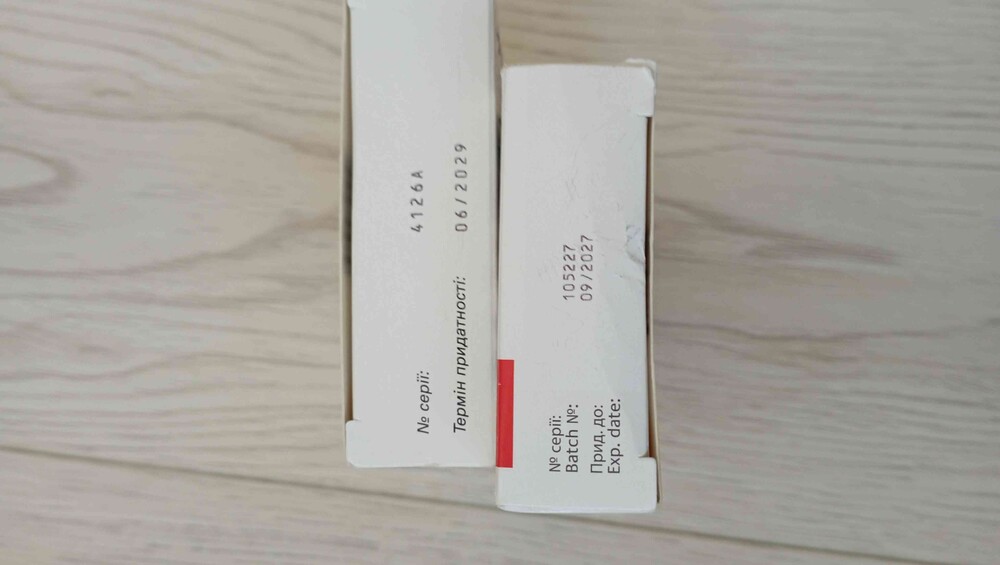 № серії: 4126A
Термін придатності: 06/2029
№ серії:
Batch №: 105227
Прид. до: 09/2027
Exp. date: